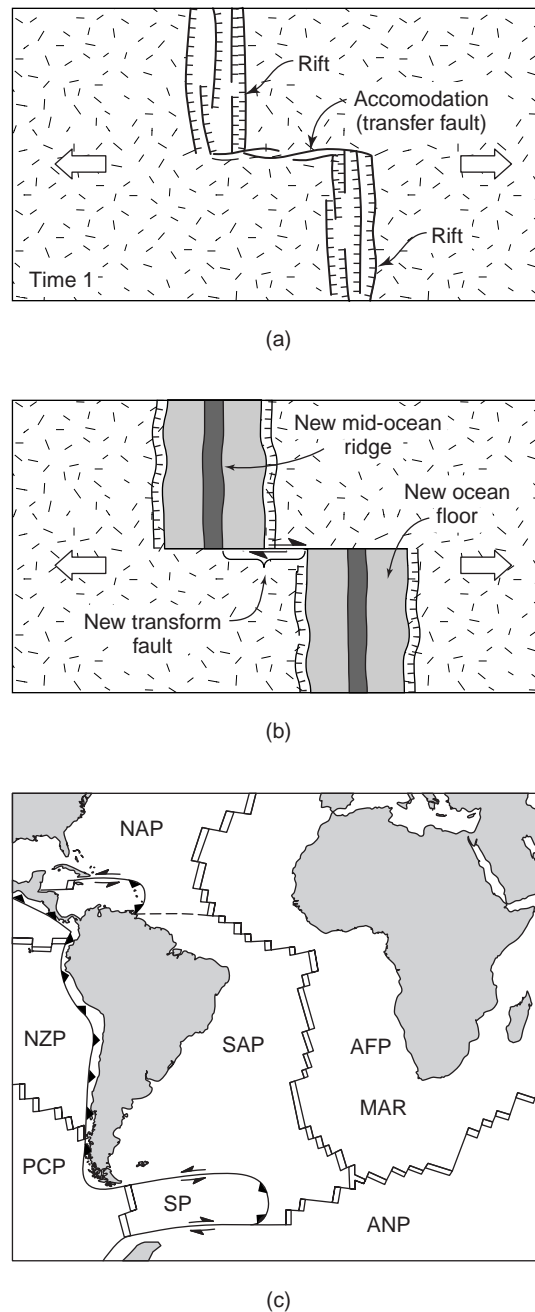 Rift
Accomodation
(transfer fault)
Rift
Time 1
(a)
New mid-ocean
ridge
New ocean
floor
New transform
fault
(b)
NAP
NZP
SAP
AFP
MAR
PCP
SP
ANP
(c)